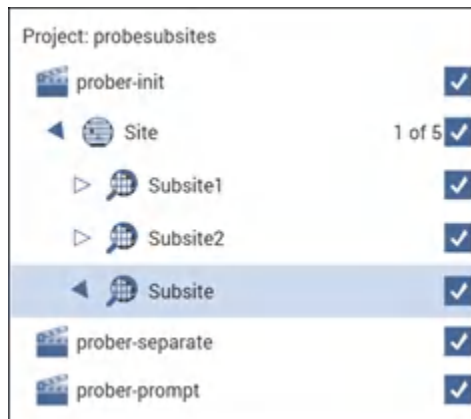 Project: probesubsites
prober-init
Site 1 of 5
Subsite1
Subsite2
Subsite
prober-separate
prober-prompt